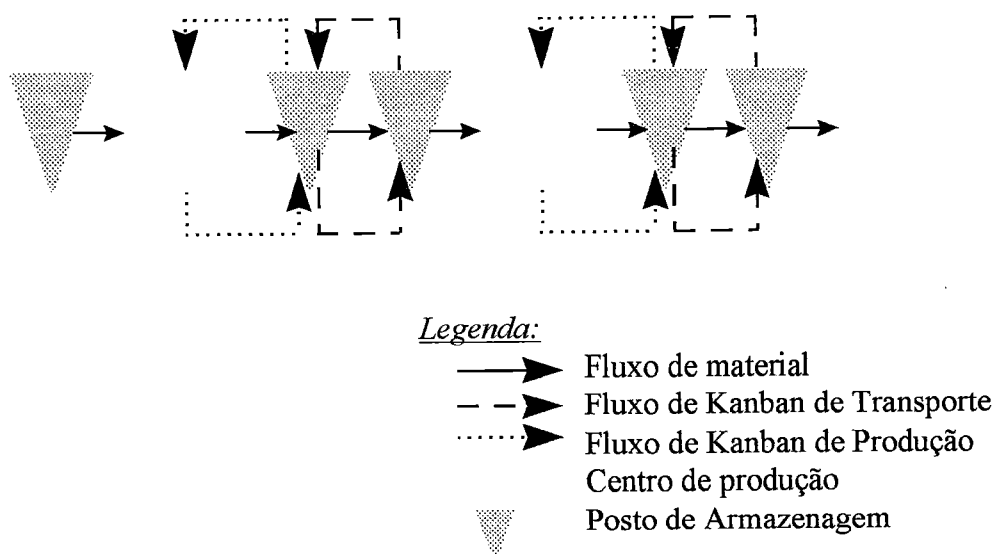 Legenda:
Fluxo de material
Fluxo de Kanban de Transporte
Fluxo de Kanban de Produção
Centro de produção
Posto de Armazenagem